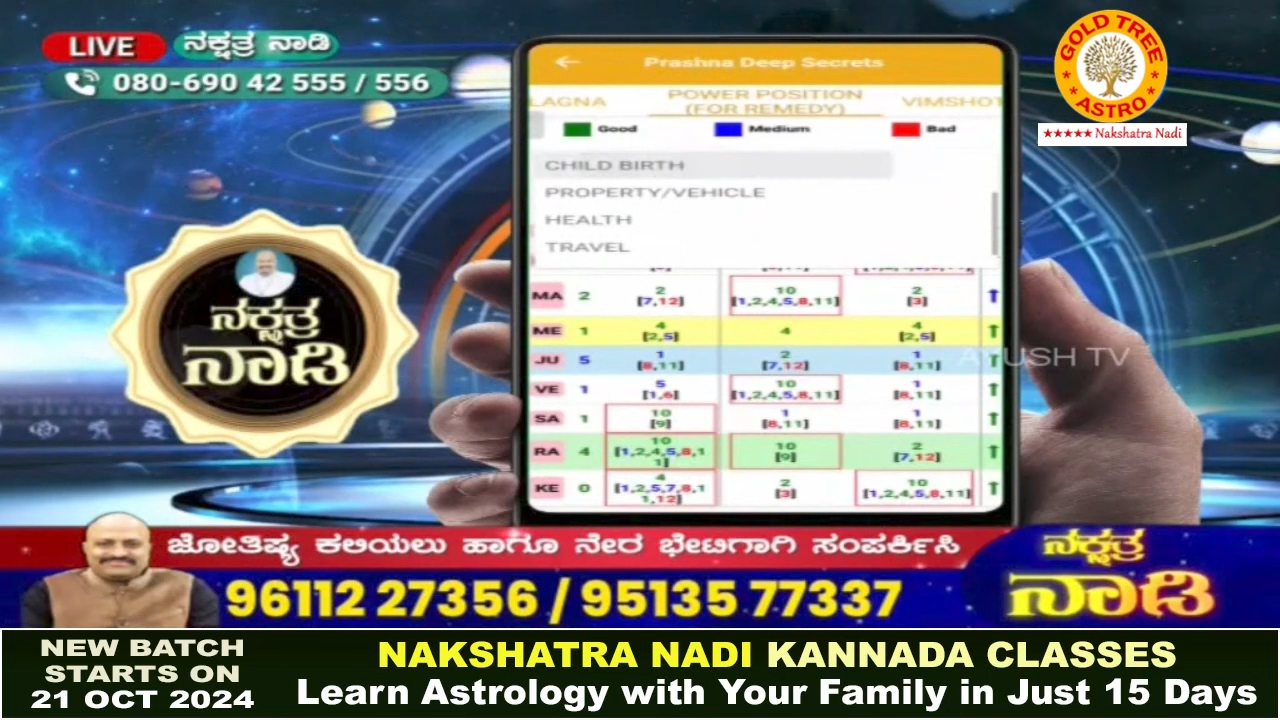 LIVE
ನಕ್ಷತ್ರ ನಾಡಿ
080-690 42 555 / 556
GOLD TREE
ASTRO
★★★★★ Nakshatra Nadi
← Prashna Deep Secrets
LAGNA POWER POSITION VIMSHOT
(FOR REMEDY)
Good Medium Bad
CHILD BIRTH
PROPERTY/VEHICLE
HEALTH
TRAVEL
MA 2 2 10 2 ↑
[7,12] [1,2,4,5,8,11] [3]
ME 1 4 4 4 ↑
[2,5] [2,5]
JU 5 1 2 1 ↑
[8,11] [7,12] [8,11]
VE 1 5 10 1 ↑
[1,6] [1,2,4,5,8,11] [8,11]
SA 1 10 1 1 ↑
[9] [8,11] [8,11]
RA 4 10 10 2 ↑
[1,2,4,5,8,1 [9] [7,12]
1]
KE 0 4 2 10 ↑
[1,2,5,7,8,1 [3] [1,2,4,5,8,11]
1,12]
USH TV
ನಕ್ಷತ್ರ
ನಾಡಿ
ಜೋತಿಷ್ಯ ಕಲಿಯಲು ಹಾಗೂ ನೇರ ಭೇಟಿಗಾಗಿ ಸಂಪರ್ಕಿಸಿ
96112 27356 / 95135 77337
ನಕ್ಷತ್ರ
ನಾಡಿ
NEW BATCH
STARTS ON
21 OCT 2024
NAKSHATRA NADI KANNADA CLASSES
Learn Astrology with Your Family in Just 15 Days